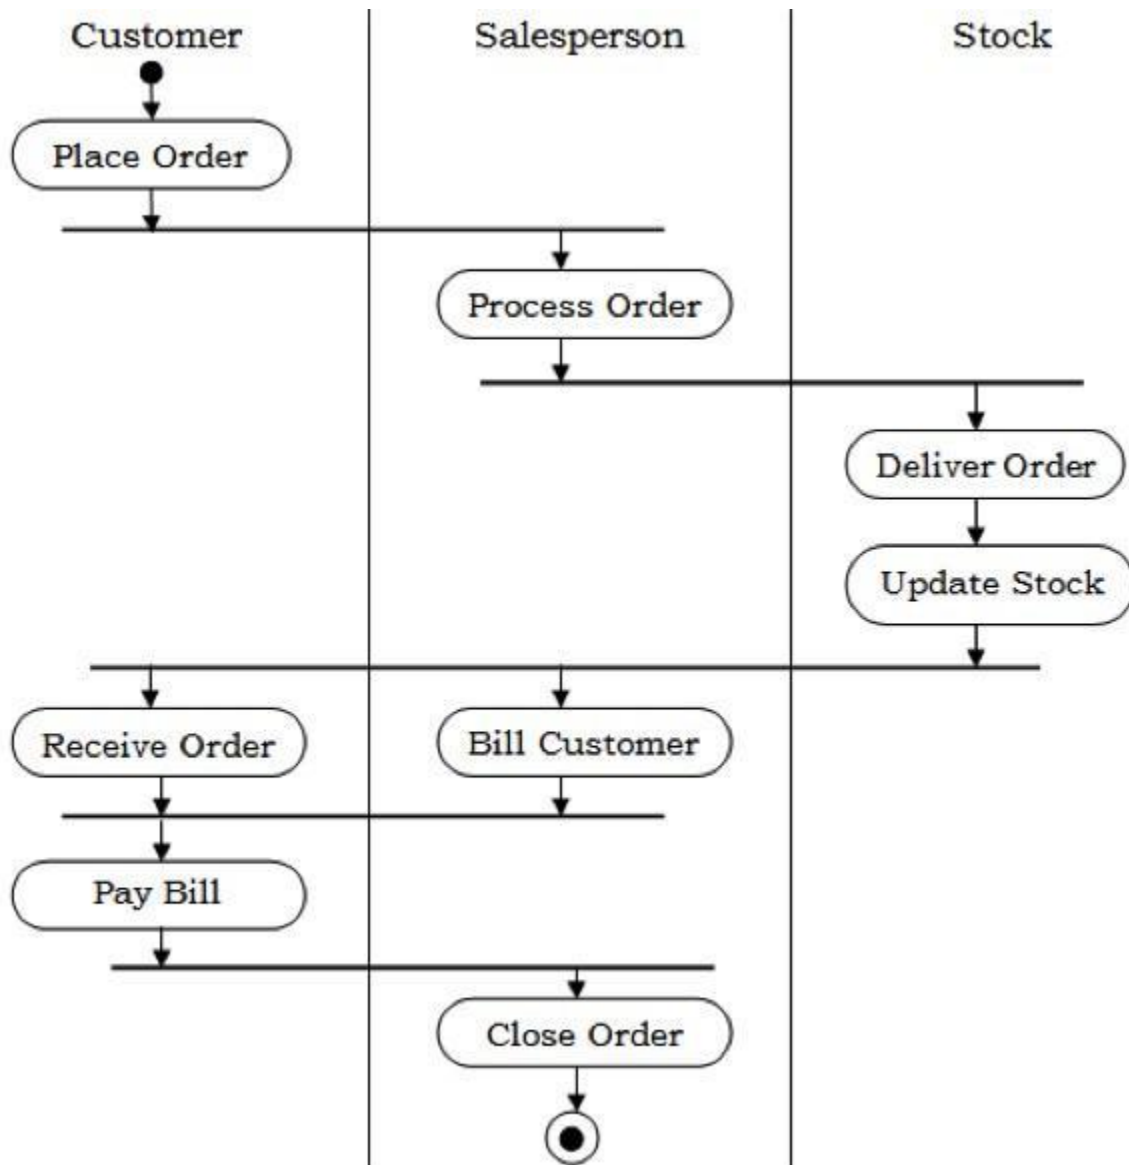 Customer
Salesperson
Stock
Place Order
Process Order
Deliver Order
Update Stock
Receive Order
Bill Customer
Pay Bill
Close Order